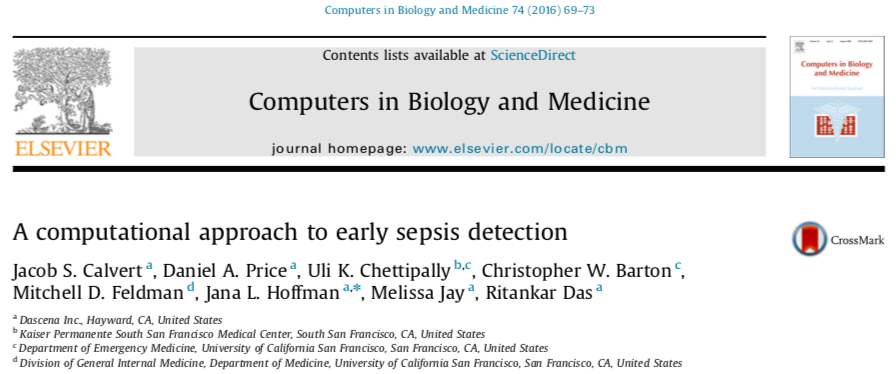 Computers in Biology and Medicine 74 (2016) 69–73
Contents lists available at ScienceDirect
Computers in Biology and Medicine
journal homepage: www.elsevier.com/locate/cbm
ELSEVIER
Computers in Biology
and Medicine
A computational approach to early sepsis detection
CrossMark
Jacob S. Calvert a, Daniel A. Price a, Uli K. Chettipally b,c, Christopher W. Barton c,
Mitchell D. Feldman d, Jana L. Hoffman a,*, Melissa Jay a, Ritankar Das a
a Dascena Inc., Hayward, CA, United States
b Kaiser Permanente South San Francisco Medical Center, South San Francisco, CA, United States
c Department of Emergency Medicine, University of California San Francisco, San Francisco, CA, United States
d Division of General Internal Medicine, Department of Medicine, University of California San Francisco, San Francisco, CA, United States